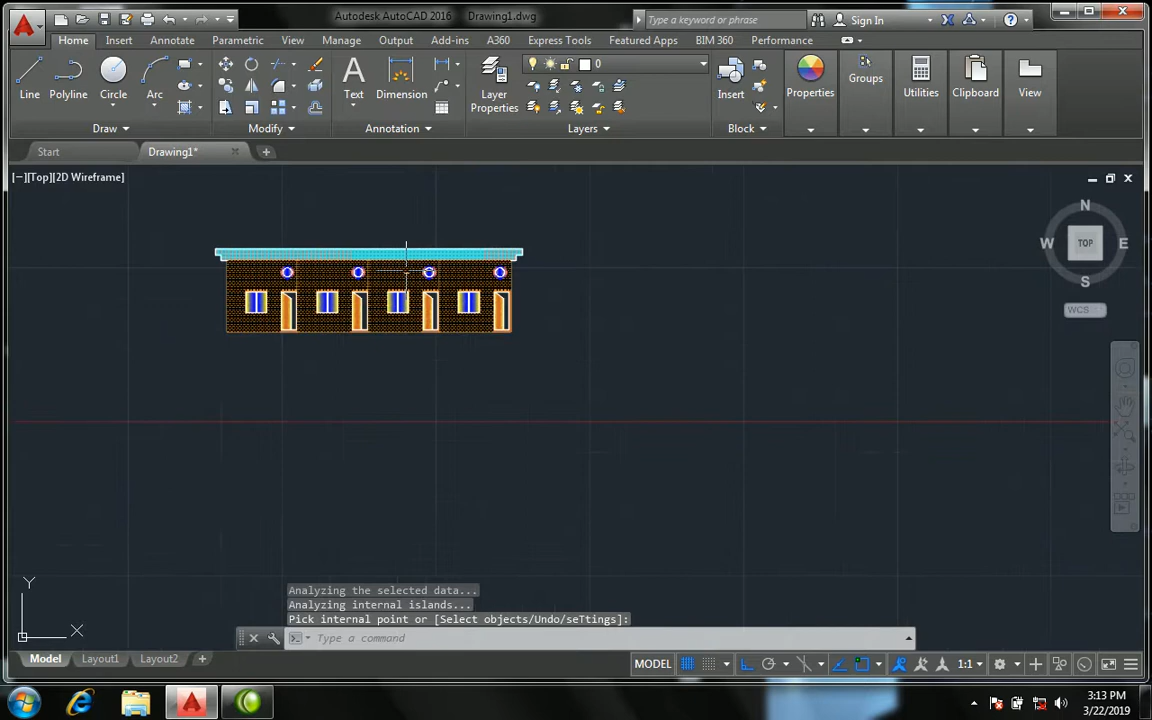 Autodesk AutoCAD 2016 Drawing1.dwg
Type a keyword or phrase
Sign In
Home Insert Annotate Parametric View Manage Output Add-ins A360 Express Tools Featured Apps BIM 360 Performance
Line Polyline Circle Arc
Text Dimension
Layer Properties
0
Insert
Properties Groups Utilities Clipboard View
Draw Modify Annotation Layers Block
Start Drawing1*
[−][Top][2D Wireframe]
N
W TOP E
S
WCS
Y
X
Analyzing the selected data...
Analyzing internal islands...
Pick internal point or [Select objects/Undo/seTtings]:
Type a command
Model Layout1 Layout2
MODEL 1:1
3:13 PM
3/22/2019